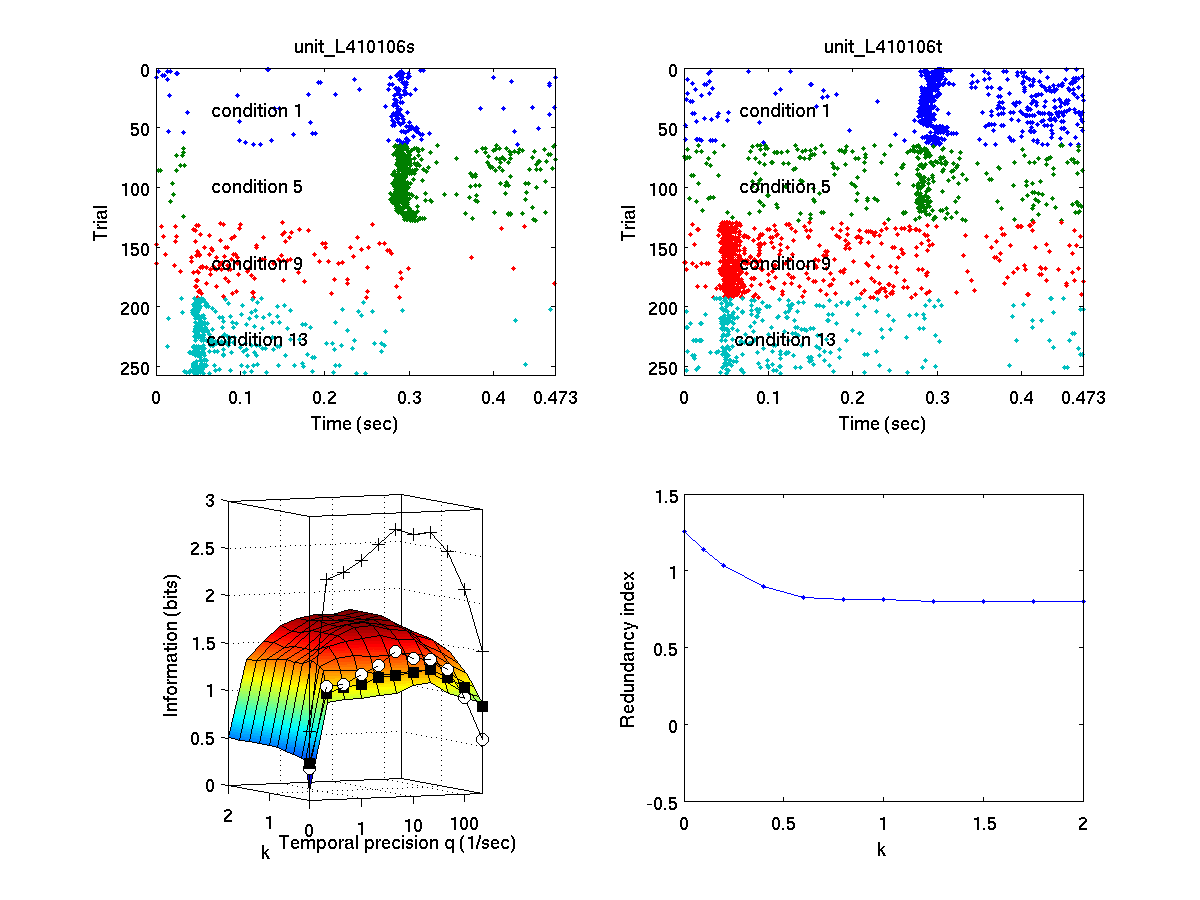 unit_L410106s
0
50
100
150
200
250
Trial
condition 1
condition 5
condition 9
condition 13
0 0.1 0.2 0.3 0.4 0.473
Time (sec)
unit_L410106t
0
50
100
150
200
250
Trial
condition 1
condition 5
condition 9
condition 13
0 0.1 0.2 0.3 0.4 0.473
Time (sec)
3
2.5
2
1.5
1
0.5
0
Information (bits)
2 1 0
k
0 1 10 100
Temporal precision q (1/sec)
1.5
1
0.5
0
-0.5
Redundancy index
0 0.5 1 1.5 2
k